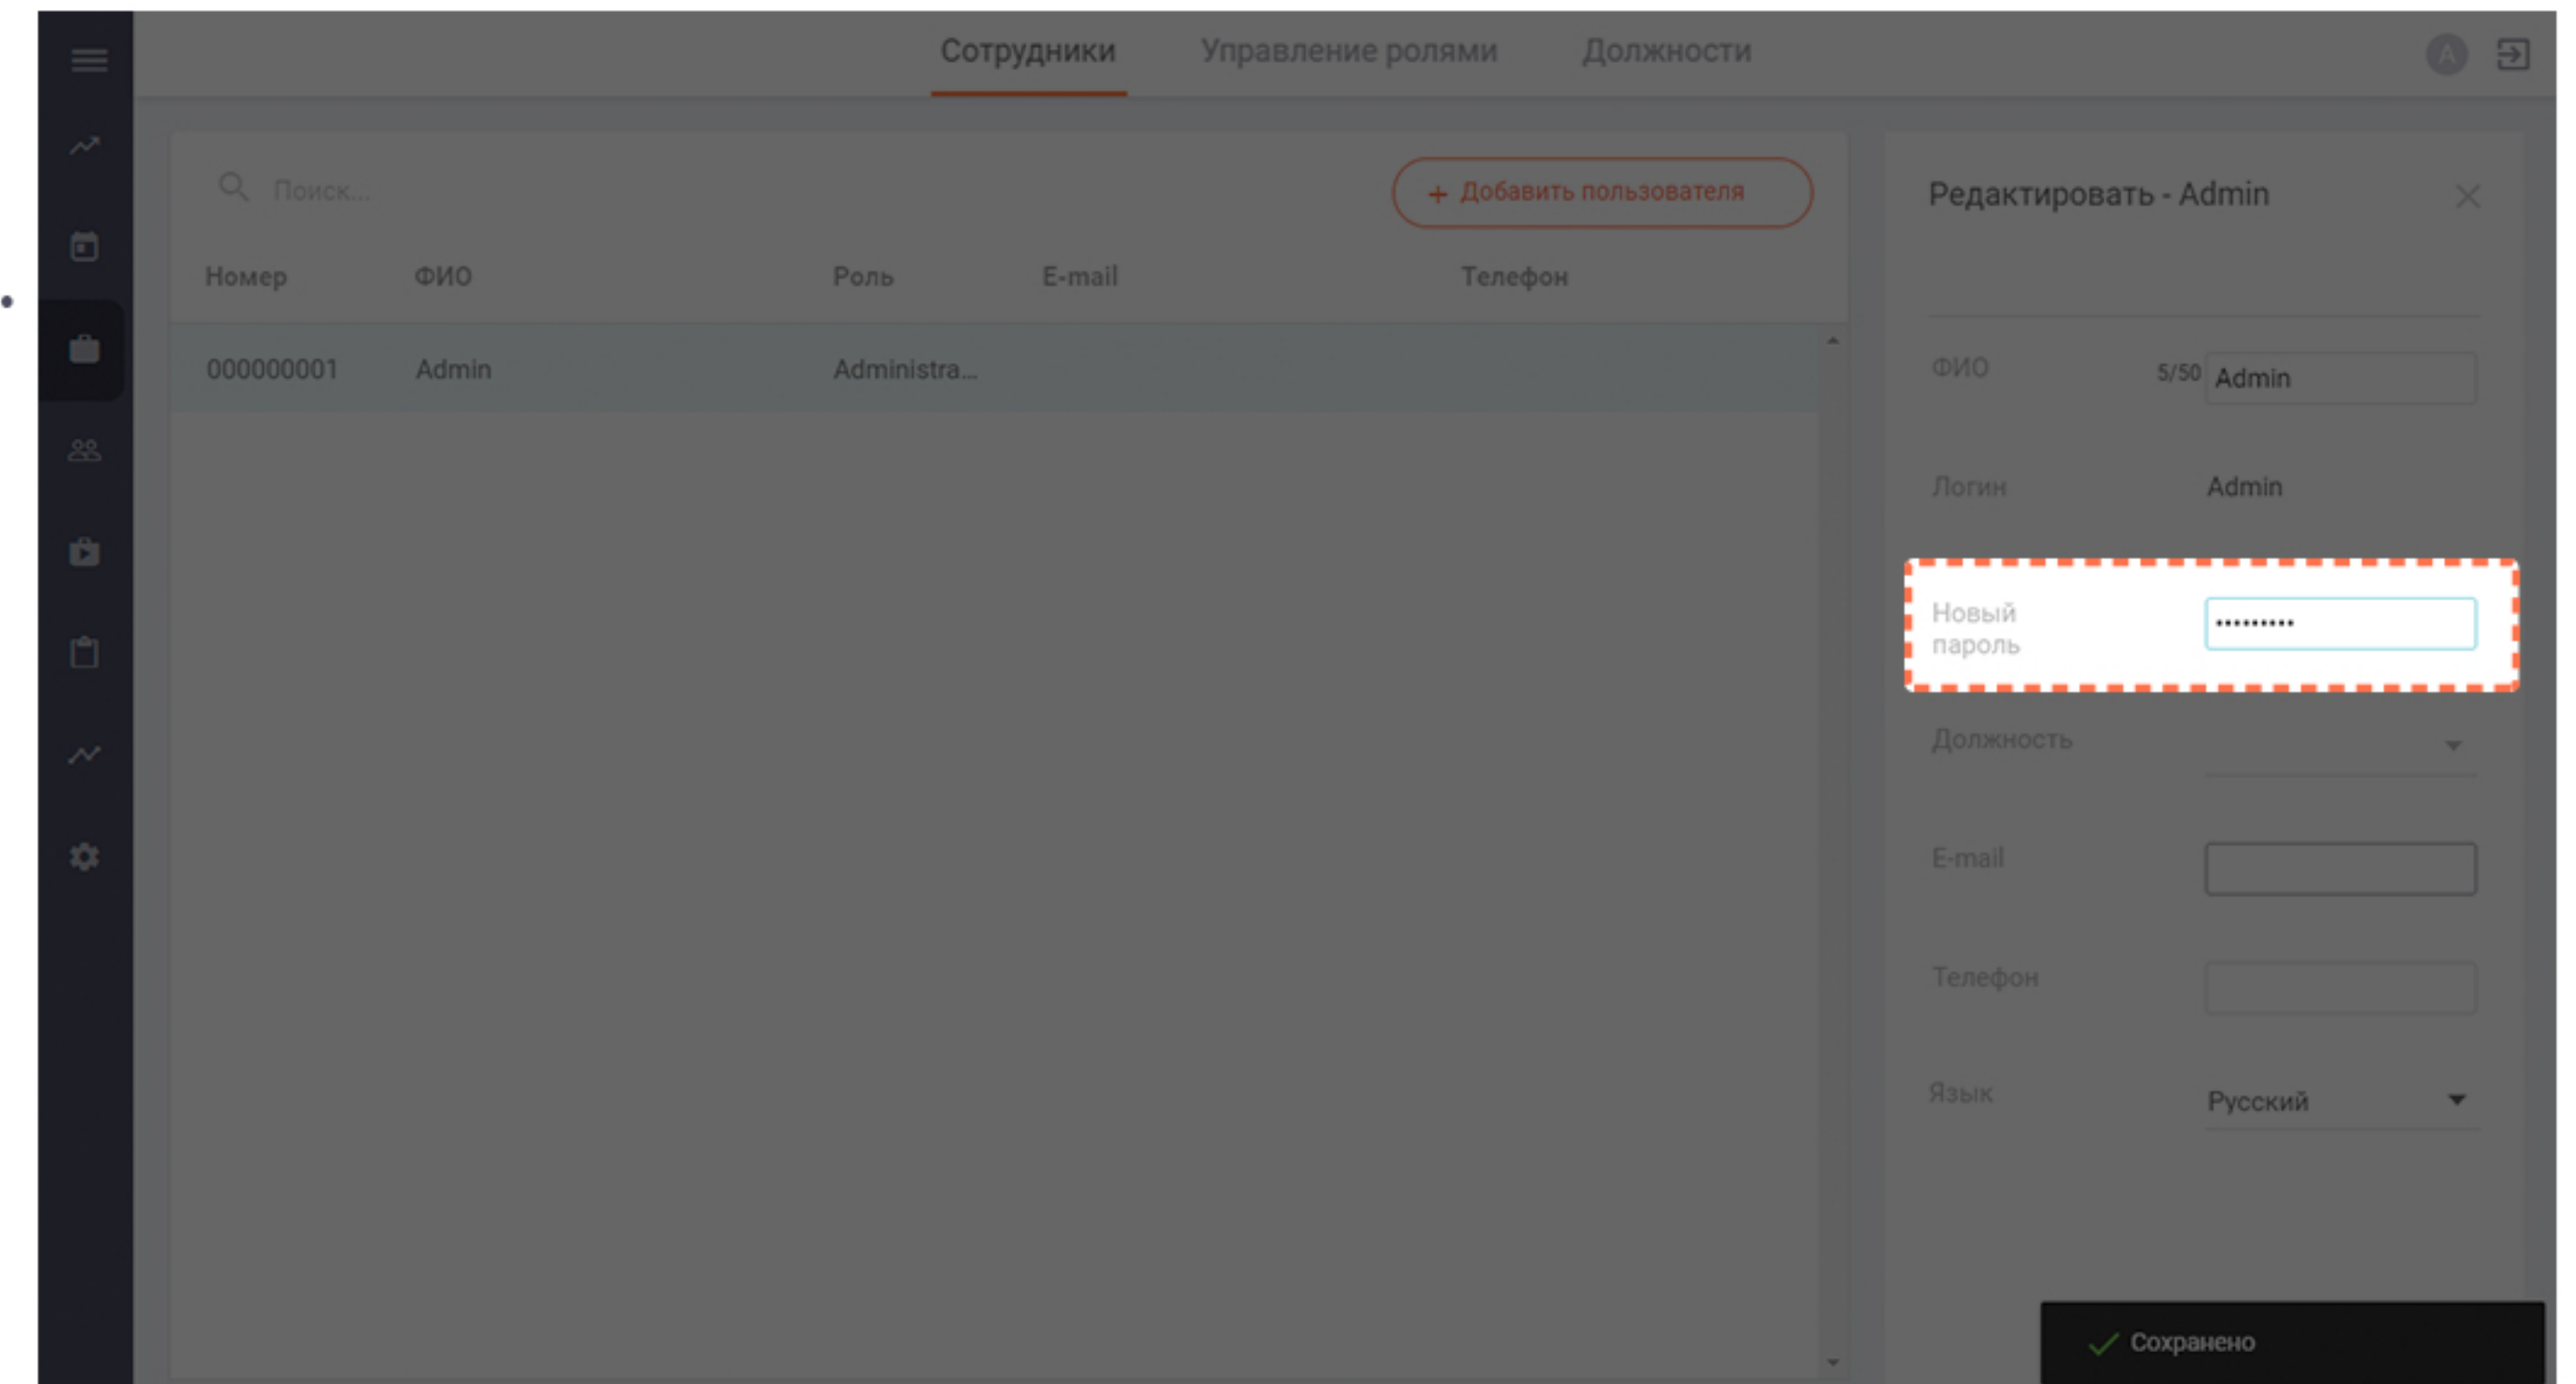 Сотрудники Управление ролями Должности A
Поиск...
+ Добавить пользователя
Номер ФИО Роль E-mail Телефон
000000001 Admin Administra...
Редактировать - Admin
ФИО 5/50 Admin
Логин Admin
Новый
пароль •••••••••
Должность
E-mail
Телефон
Язык Русский
Сохранено